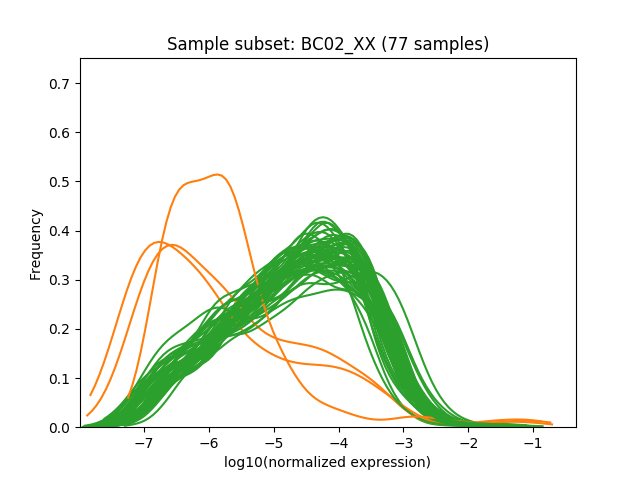 Sample subset: BC02_XX (77 samples)
Frequency
0.7
0.6
0.5
0.4
0.3
0.2
0.1
0.0
−7 −6 −5 −4 −3 −2 −1
log10(normalized expression)